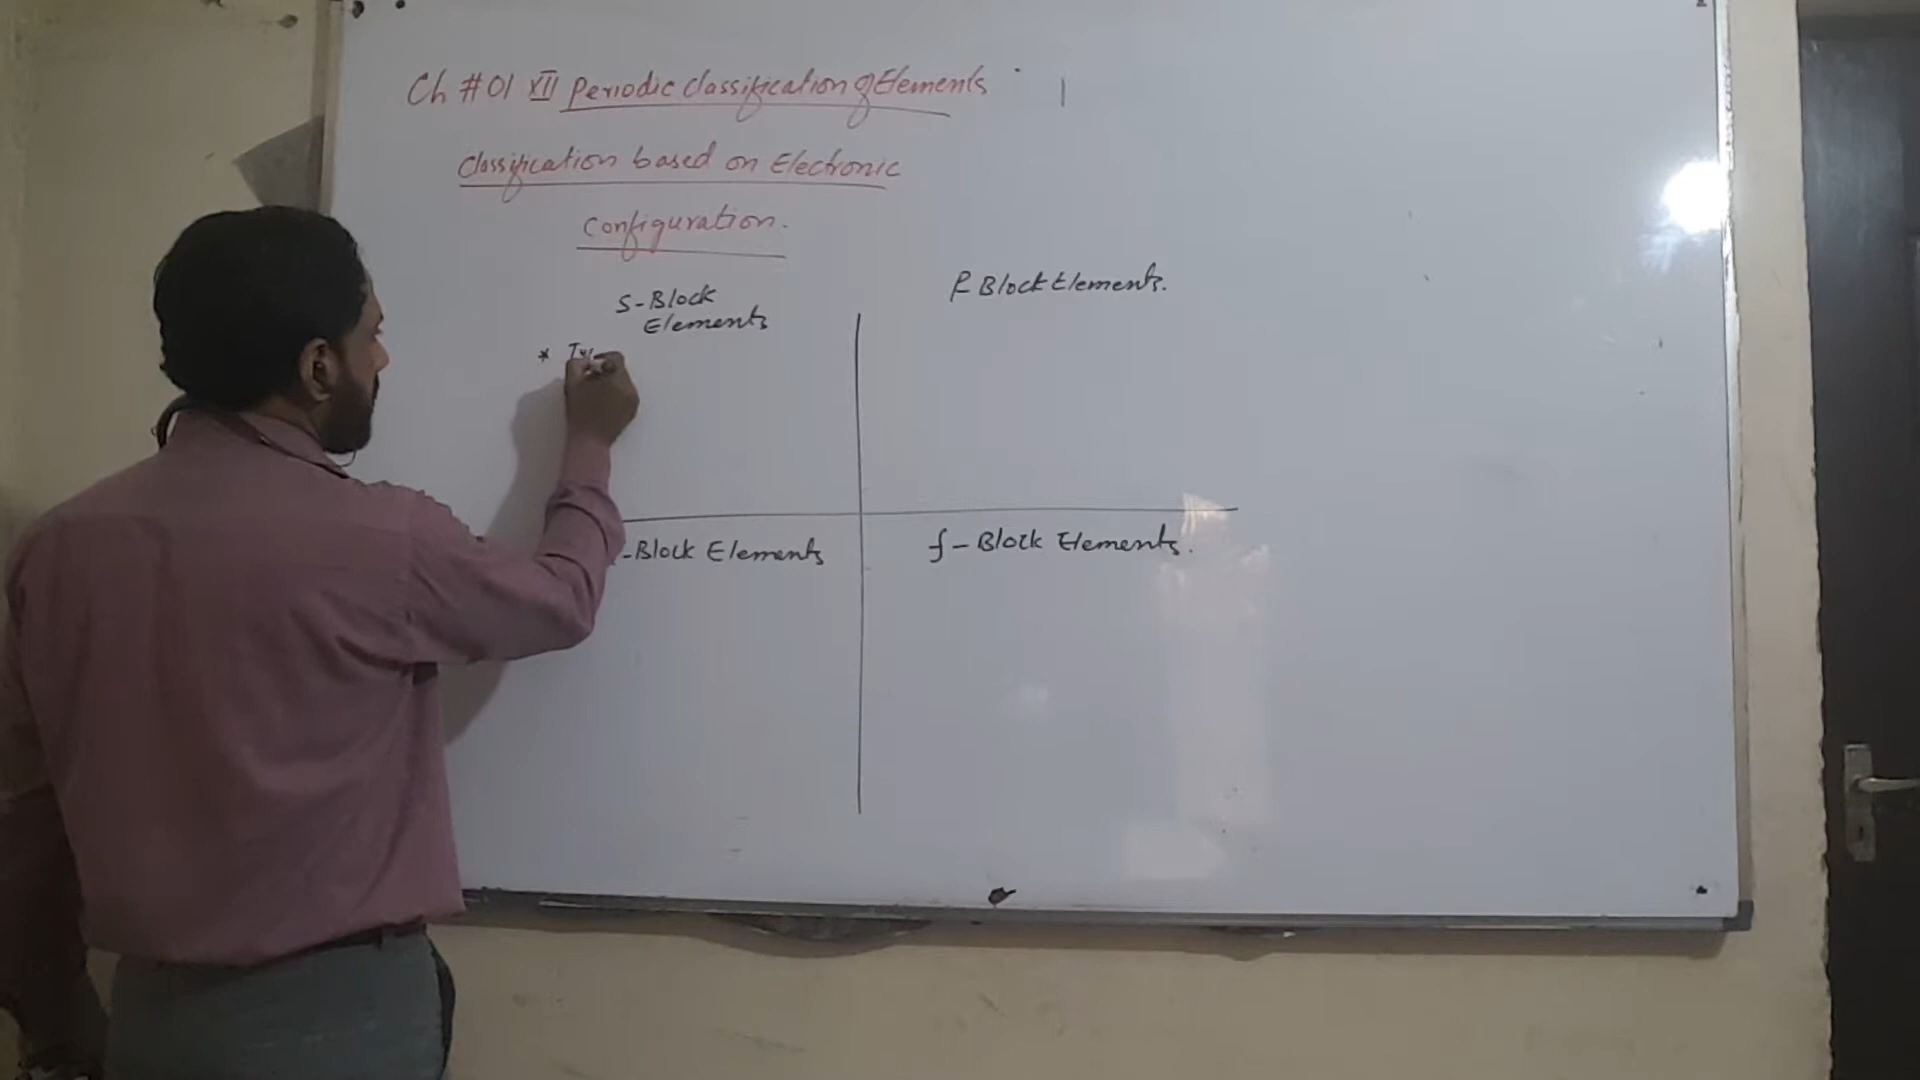 Ch #01 XII Periodic Classification of Elements
Classification based on Electronic
Configuration.
S-Block
Elements
P Block Elements.
*
-Block Elements
f-Block Elements.